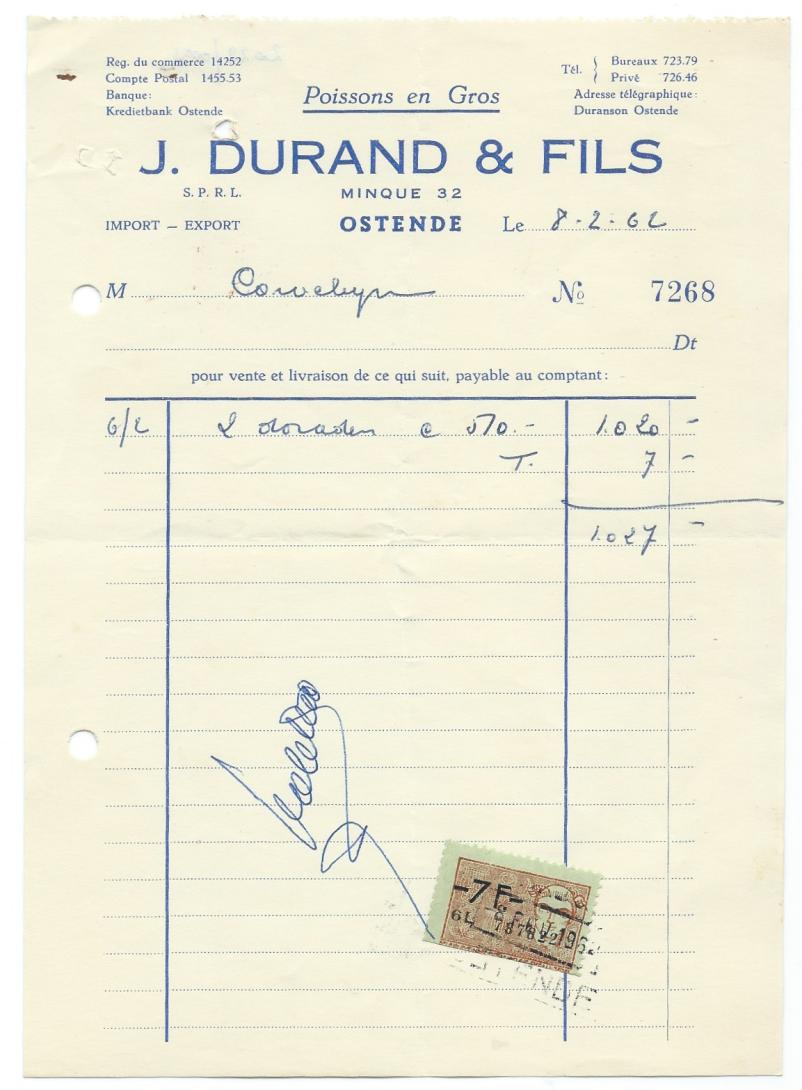 Reg. du commerce 14252
Compte Postal 1455.53
Banque:
Kredietbank Ostende
Poissons en Gros
Tél. Bureaux 723.79
Privé 726.46
Adresse télégraphique:
Duranson Ostende
J. DURAND & FILS
S. P. R. L. MINQUE 32
IMPORT — EXPORT OSTENDE Le 8-2-62
M № 7268
Dt
pour vente et livraison de ce qui suit, payable au comptant:
6/2 2 doraden 1.020 -
T. 7 -
1.027 -
-7F-
6L 787822